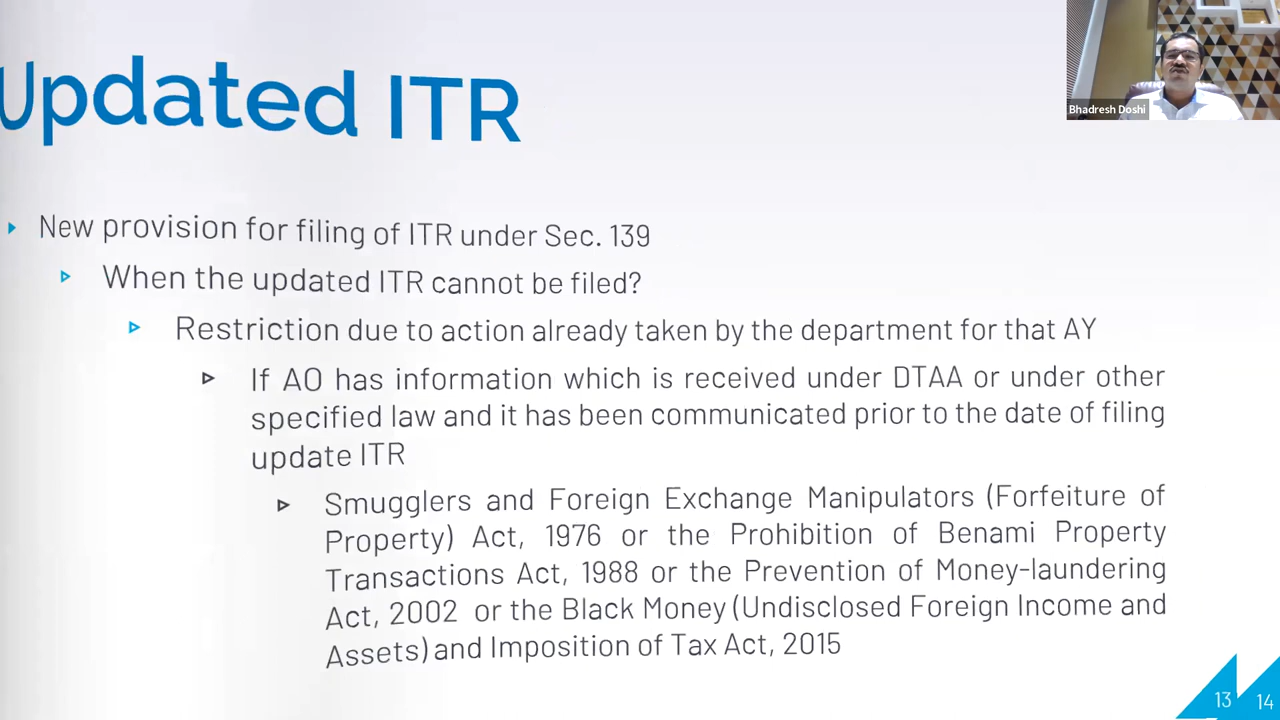 Bhadresh Doshi
Updated ITR
New provision for filing of ITR under Sec. 139
When the updated ITR cannot be filed?
Restriction due to action already taken by the department for that AY
If AO has information which is received under DTAA or under other
specified law and it has been communicated prior to the date of filing
update ITR
Smugglers and Foreign Exchange Manipulators (Forfeiture of
Property) Act, 1976 or the Prohibition of Benami Property
Transactions Act, 1988 or the Prevention of Money-laundering
Act, 2002 or the Black Money (Undisclosed Foreign Income and
Assets) and Imposition of Tax Act, 2015
13 14